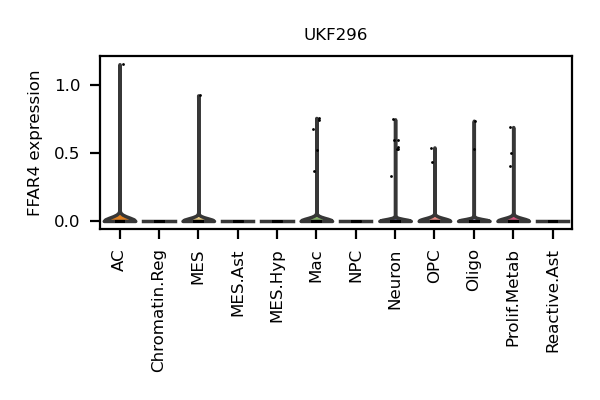 UKF296
FFAR4 expression
1.0
0.5
0.0
AC
Chromatin.Reg
MES
MES.Ast
MES.Hyp
Mac
NPC
Neuron
OPC
Oligo
Prolif.Metab
Reactive.Ast